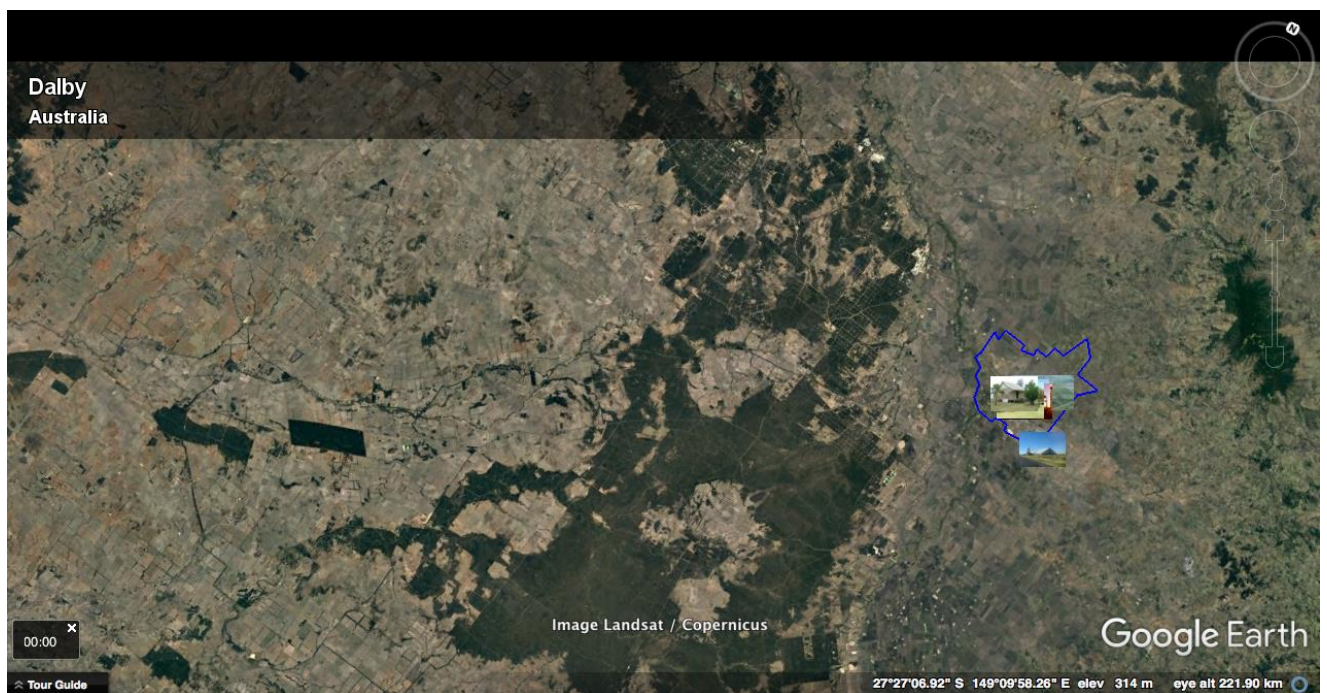 N
Dalby
Australia
Image Landsat / Copernicus
Google Earth
00:00
Tour Guide
27°27'06.92" S 149°09'58.26" E elev 314 m eye alt 221.90 km